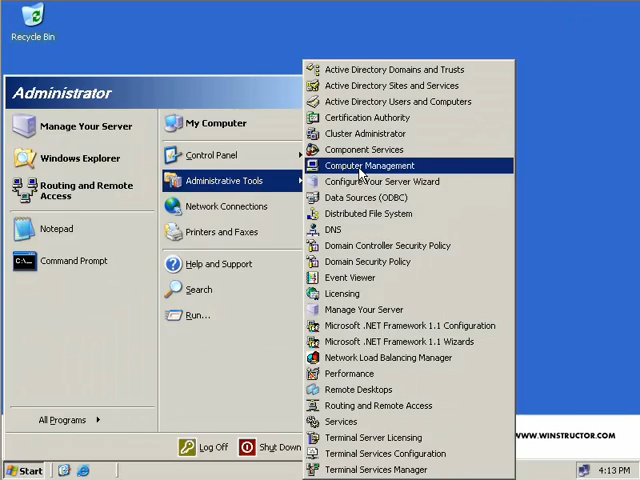 Recycle Bin
Administrator
Manage Your Server
Windows Explorer
Routing and Remote
Access
Notepad
Command Prompt
All Programs
My Computer
Control Panel
Administrative Tools
Network Connections
Printers and Faxes
Help and Support
Search
Run...
Log Off
Shut Down
Active Directory Domains and Trusts
Active Directory Sites and Services
Active Directory Users and Computers
Certification Authority
Cluster Administrator
Component Services
Computer Management
Configure Your Server Wizard
Data Sources (ODBC)
Distributed File System
DNS
Domain Controller Security Policy
Domain Security Policy
Event Viewer
Licensing
Manage Your Server
Microsoft .NET Framework 1.1 Configuration
Microsoft .NET Framework 1.1 Wizards
Network Load Balancing Manager
Performance
Remote Desktops
Routing and Remote Access
Services
Terminal Server Licensing
Terminal Services Configuration
Terminal Services Manager
WWW.WINSTRUCTOR.COM
Start
4:13 PM